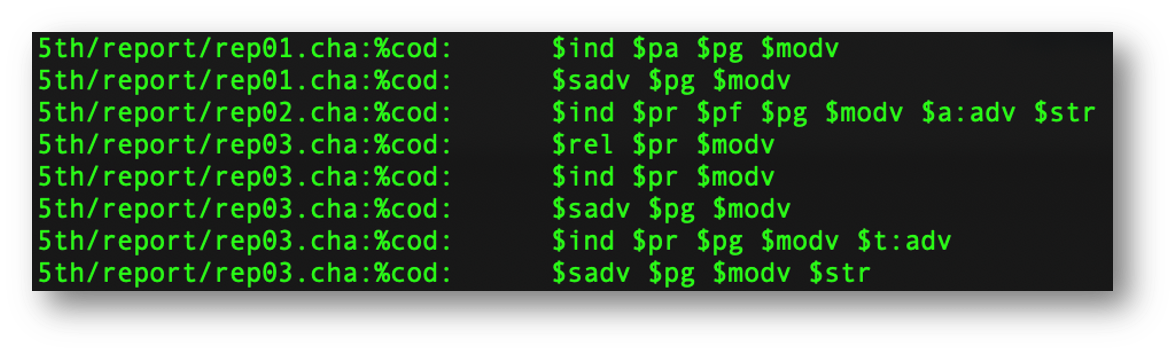 5th/report/rep01.cha:%cod:	$ind $pa $pg $modv
5th/report/rep01.cha:%cod:	$sadv $pg $modv
5th/report/rep02.cha:%cod:	$ind $pr $pf $pg $modv $a:adv $str
5th/report/rep03.cha:%cod:	$rel $pr $modv
5th/report/rep03.cha:%cod:	$ind $pr $modv
5th/report/rep03.cha:%cod:	$sadv $pg $modv
5th/report/rep03.cha:%cod:	$ind $pr $pg $modv $t:adv
5th/report/rep03.cha:%cod:	$sadv $pg $modv $str